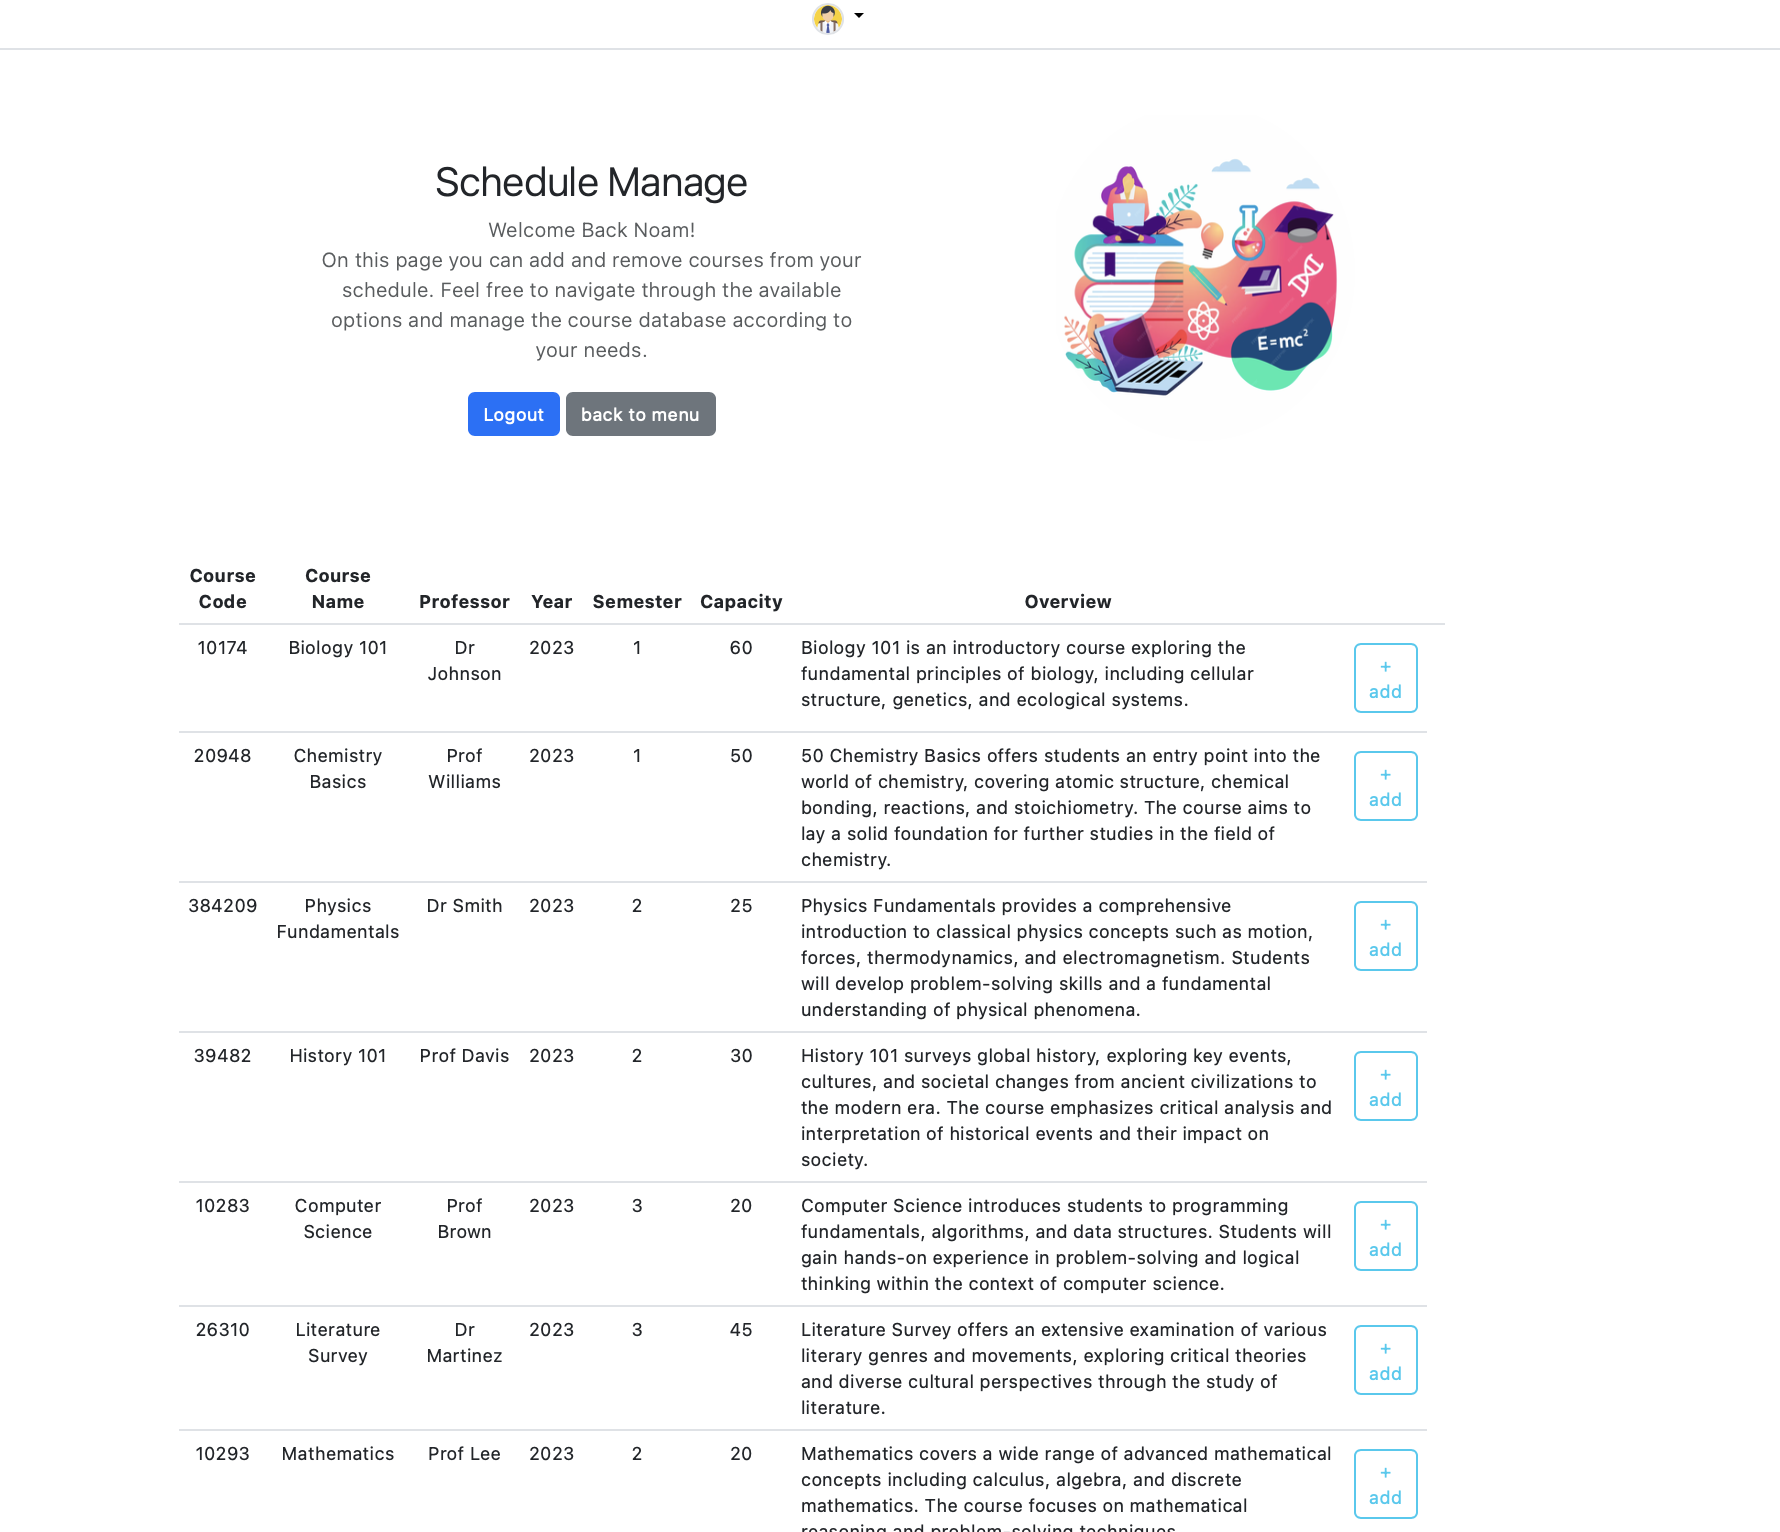 Schedule Manage
Welcome Back Noam!
On this page you can add and remove courses from your
schedule. Feel free to navigate through the available
options and manage the course database according to
your needs.
Logout back to menu
E=mc²
Course Code Course Name Professor Year Semester Capacity Overview
10174 Biology 101 Dr Johnson 2023 1 60
Biology 101 is an introductory course exploring the
fundamental principles of biology, including cellular
structure, genetics, and ecological systems.
+ add
20948 Chemistry Basics Prof Williams 2023 1 50
50 Chemistry Basics offers students an entry point into the
world of chemistry, covering atomic structure, chemical
bonding, reactions, and stoichiometry. The course aims to
lay a solid foundation for further studies in the field of
chemistry.
+ add
384209 Physics Fundamentals Dr Smith 2023 2 25
Physics Fundamentals provides a comprehensive
introduction to classical physics concepts such as motion,
forces, thermodynamics, and electromagnetism. Students
will develop problem-solving skills and a fundamental
understanding of physical phenomena.
+ add
39482 History 101 Prof Davis 2023 2 30
History 101 surveys global history, exploring key events,
cultures, and societal changes from ancient civilizations to
the modern era. The course emphasizes critical analysis and
interpretation of historical events and their impact on
society.
+ add
10283 Computer Science Prof Brown 2023 3 20
Computer Science introduces students to programming
fundamentals, algorithms, and data structures. Students will
gain hands-on experience in problem-solving and logical
thinking within the context of computer science.
+ add
26310 Literature Survey Dr Martinez 2023 3 45
Literature Survey offers an extensive examination of various
literary genres and movements, exploring critical theories
and diverse cultural perspectives through the study of
literature.
+ add
10293 Mathematics Prof Lee 2023 2 20
Mathematics covers a wide range of advanced mathematical
concepts including calculus, algebra, and discrete
mathematics. The course focuses on mathematical
reasoning and problem-solving techniques.
+ add